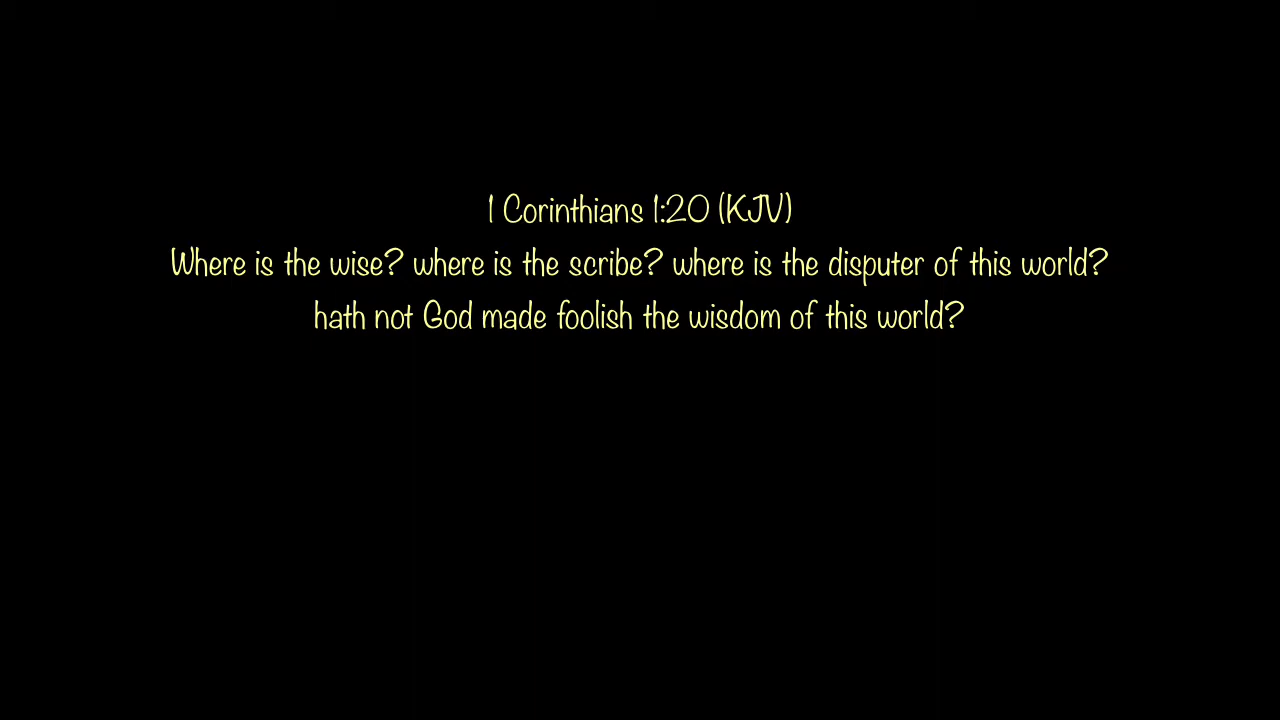 1 Corinthians 1:20 (KJV)
Where is the wise? where is the scribe? where is the disputer of this world?
hath not God made foolish the wisdom of this world?